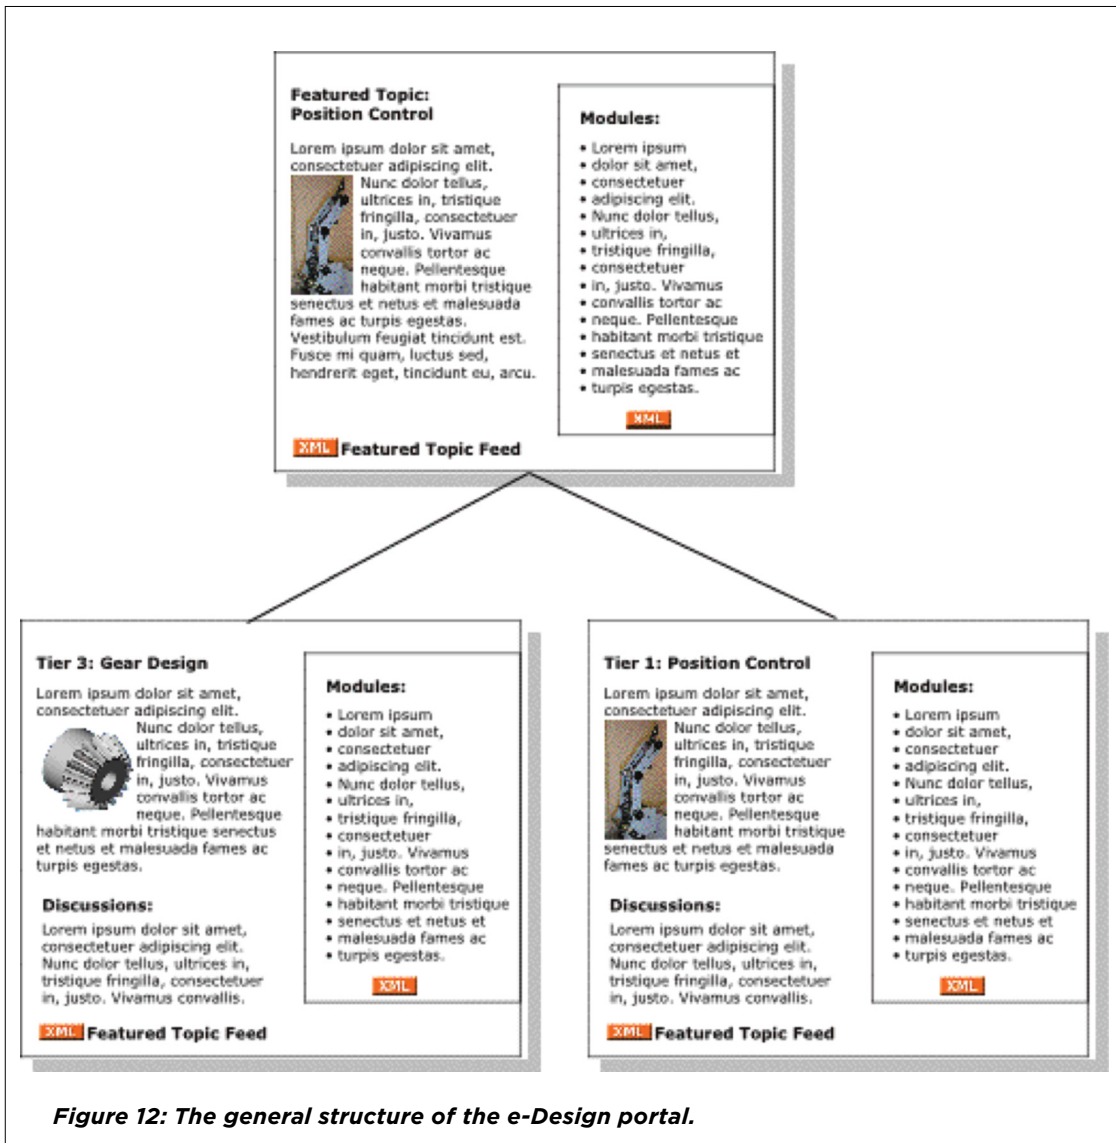 Featured Topic:
Position Control
Lorem ipsum dolor sit amet,
consectetuer adipiscing elit.
Nunc dolor tellus,
ultrices in, tristique
fringilla, consectetuer
in, justo. Vivamus
convallis tortor ac
neque. Pellentesque
habitant morbi tristique
senectus et netus et malesuada
fames ac turpis egestas.
Vestibulum feugiat tincidunt est.
Fusce mi quam, luctus sed,
hendrerit eget, tincidunt eu, arcu.
XML Featured Topic Feed
Modules:
• Lorem ipsum
• dolor sit amet,
• consectetuer
• adipiscing elit.
• Nunc dolor tellus,
• ultrices in,
• tristique fringilla,
• consectetuer
• in, justo. Vivamus
• convallis tortor ac
• neque. Pellentesque
• habitant morbi tristique
• senectus et netus et
• malesuada fames ac
• turpis egestas.
XML
Tier 3: Gear Design
Lorem ipsum dolor sit amet,
consectetuer adipiscing elit.
Nunc dolor tellus,
ultrices in, tristique
fringilla, consectetuer
in, justo. Vivamus
convallis tortor ac
neque. Pellentesque
habitant morbi tristique senectus
et netus et malesuada fames ac
turpis egestas.
Discussions:
Lorem ipsum dolor sit amet,
consectetuer adipiscing elit.
Nunc dolor tellus, ultrices in,
tristique fringilla, consectetuer
in, justo. Vivamus convallis.
XML Featured Topic Feed
Modules:
• Lorem ipsum
• dolor sit amet,
• consectetuer
• adipiscing elit.
• Nunc dolor tellus,
• ultrices in,
• tristique fringilla,
• consectetuer
• in, justo. Vivamus
• convallis tortor ac
• neque. Pellentesque
• habitant morbi tristique
• senectus et netus et
• malesuada fames ac
• turpis egestas.
XML
Tier 1: Position Control
Lorem ipsum dolor sit amet,
consectetuer adipiscing elit.
Nunc dolor tellus,
ultrices in, tristique
fringilla, consectetuer
in, justo. Vivamus
convallis tortor ac
neque. Pellentesque
habitant morbi tristique
senectus et netus et malesuada
fames ac turpis egestas.
Discussions:
Lorem ipsum dolor sit amet,
consectetuer adipiscing elit.
Nunc dolor tellus, ultrices in,
tristique fringilla, consectetuer
in, justo. Vivamus convallis.
XML Featured Topic Feed
Modules:
• Lorem ipsum
• dolor sit amet,
• consectetuer
• adipiscing elit.
• Nunc dolor tellus,
• ultrices in,
• tristique fringilla,
• consectetuer
• in, justo. Vivamus
• convallis tortor ac
• neque. Pellentesque
• habitant morbi tristique
• senectus et netus et
• malesuada fames ac
• turpis egestas.
XML
Figure 12: The general structure of the e-Design portal.